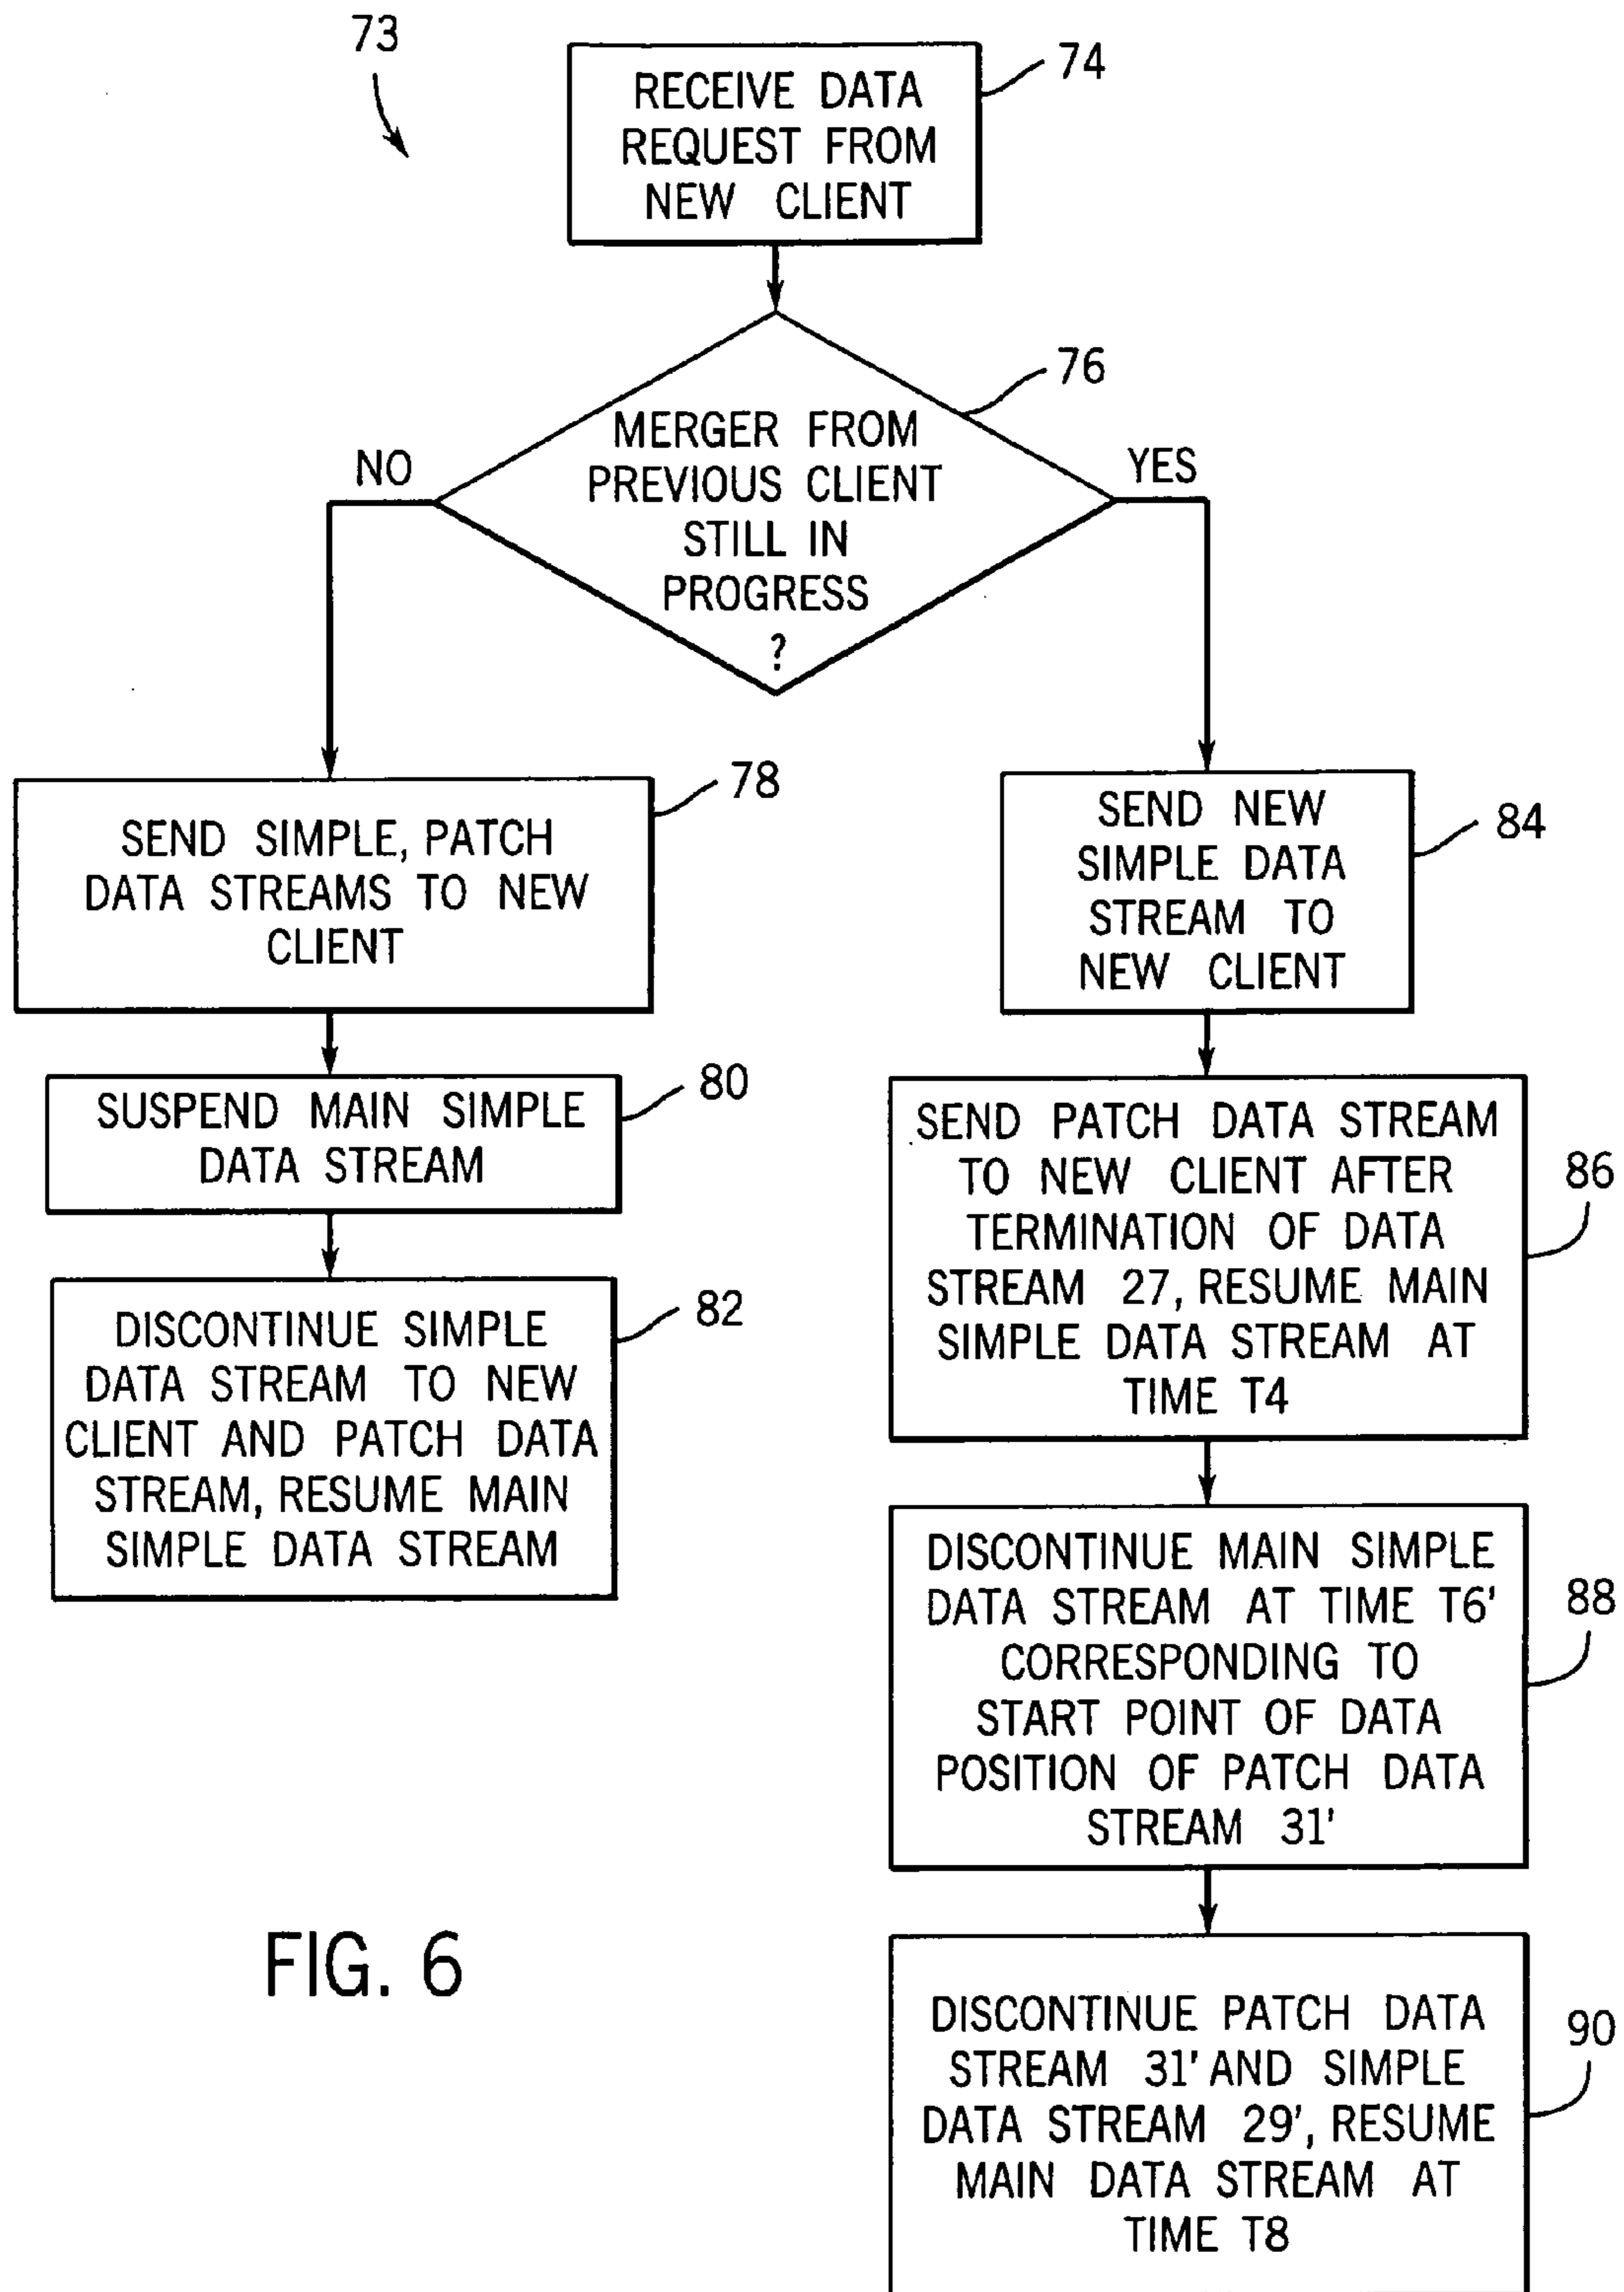 73
RECEIVE DATA
REQUEST FROM
NEW CLIENT
74
MERGER FROM
PREVIOUS CLIENT
STILL IN
PROGRESS
?
76
NO
YES
SEND SIMPLE, PATCH
DATA STREAMS TO NEW
CLIENT
78
SUSPEND MAIN SIMPLE
DATA STREAM
80
DISCONTINUE SIMPLE
DATA STREAM TO NEW
CLIENT AND PATCH DATA
STREAM, RESUME MAIN
SIMPLE DATA STREAM
82
SEND NEW
SIMPLE DATA
STREAM TO
NEW CLIENT
84
SEND PATCH DATA STREAM
TO NEW CLIENT AFTER
TERMINATION OF DATA
STREAM 27, RESUME MAIN
SIMPLE DATA STREAM AT
TIME T4
86
DISCONTINUE MAIN SIMPLE
DATA STREAM AT TIME T6'
CORRESPONDING TO
START POINT OF DATA
POSITION OF PATCH DATA
STREAM 31'
88
DISCONTINUE PATCH DATA
STREAM 31' AND SIMPLE
DATA STREAM 29', RESUME
MAIN DATA STREAM AT
TIME T8
90
FIG. 6